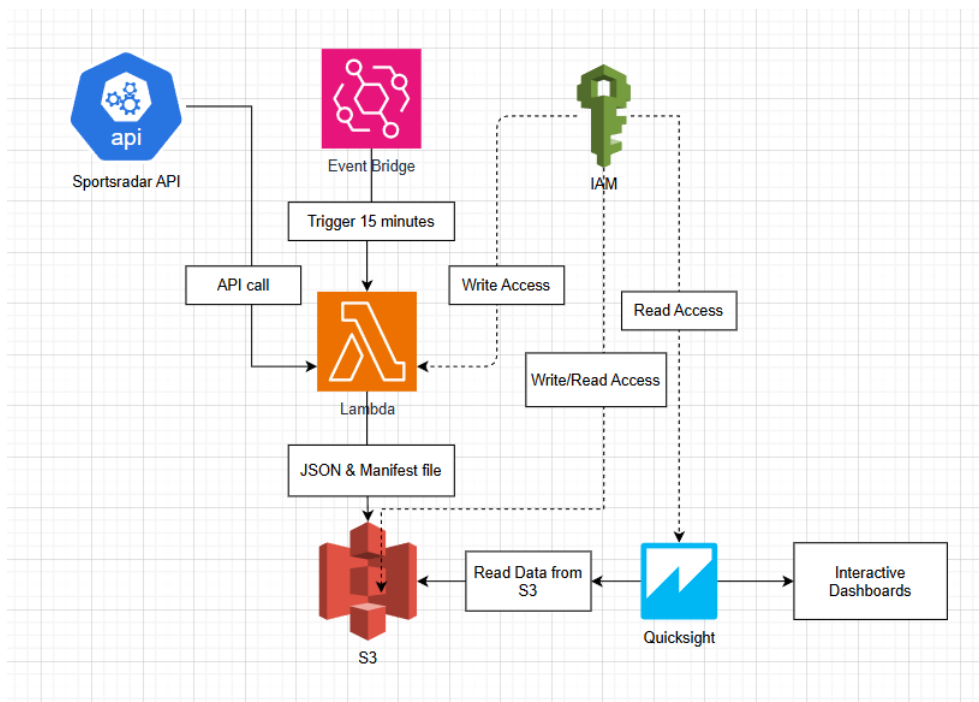 api
Sportsradar API
Event Bridge
IAM
Trigger 15 minutes
API call
Write Access
Read Access
Write/Read Access
Lambda
JSON & Manifest file
Read Data from
S3
Interactive
Dashboards
Quicksight
S3